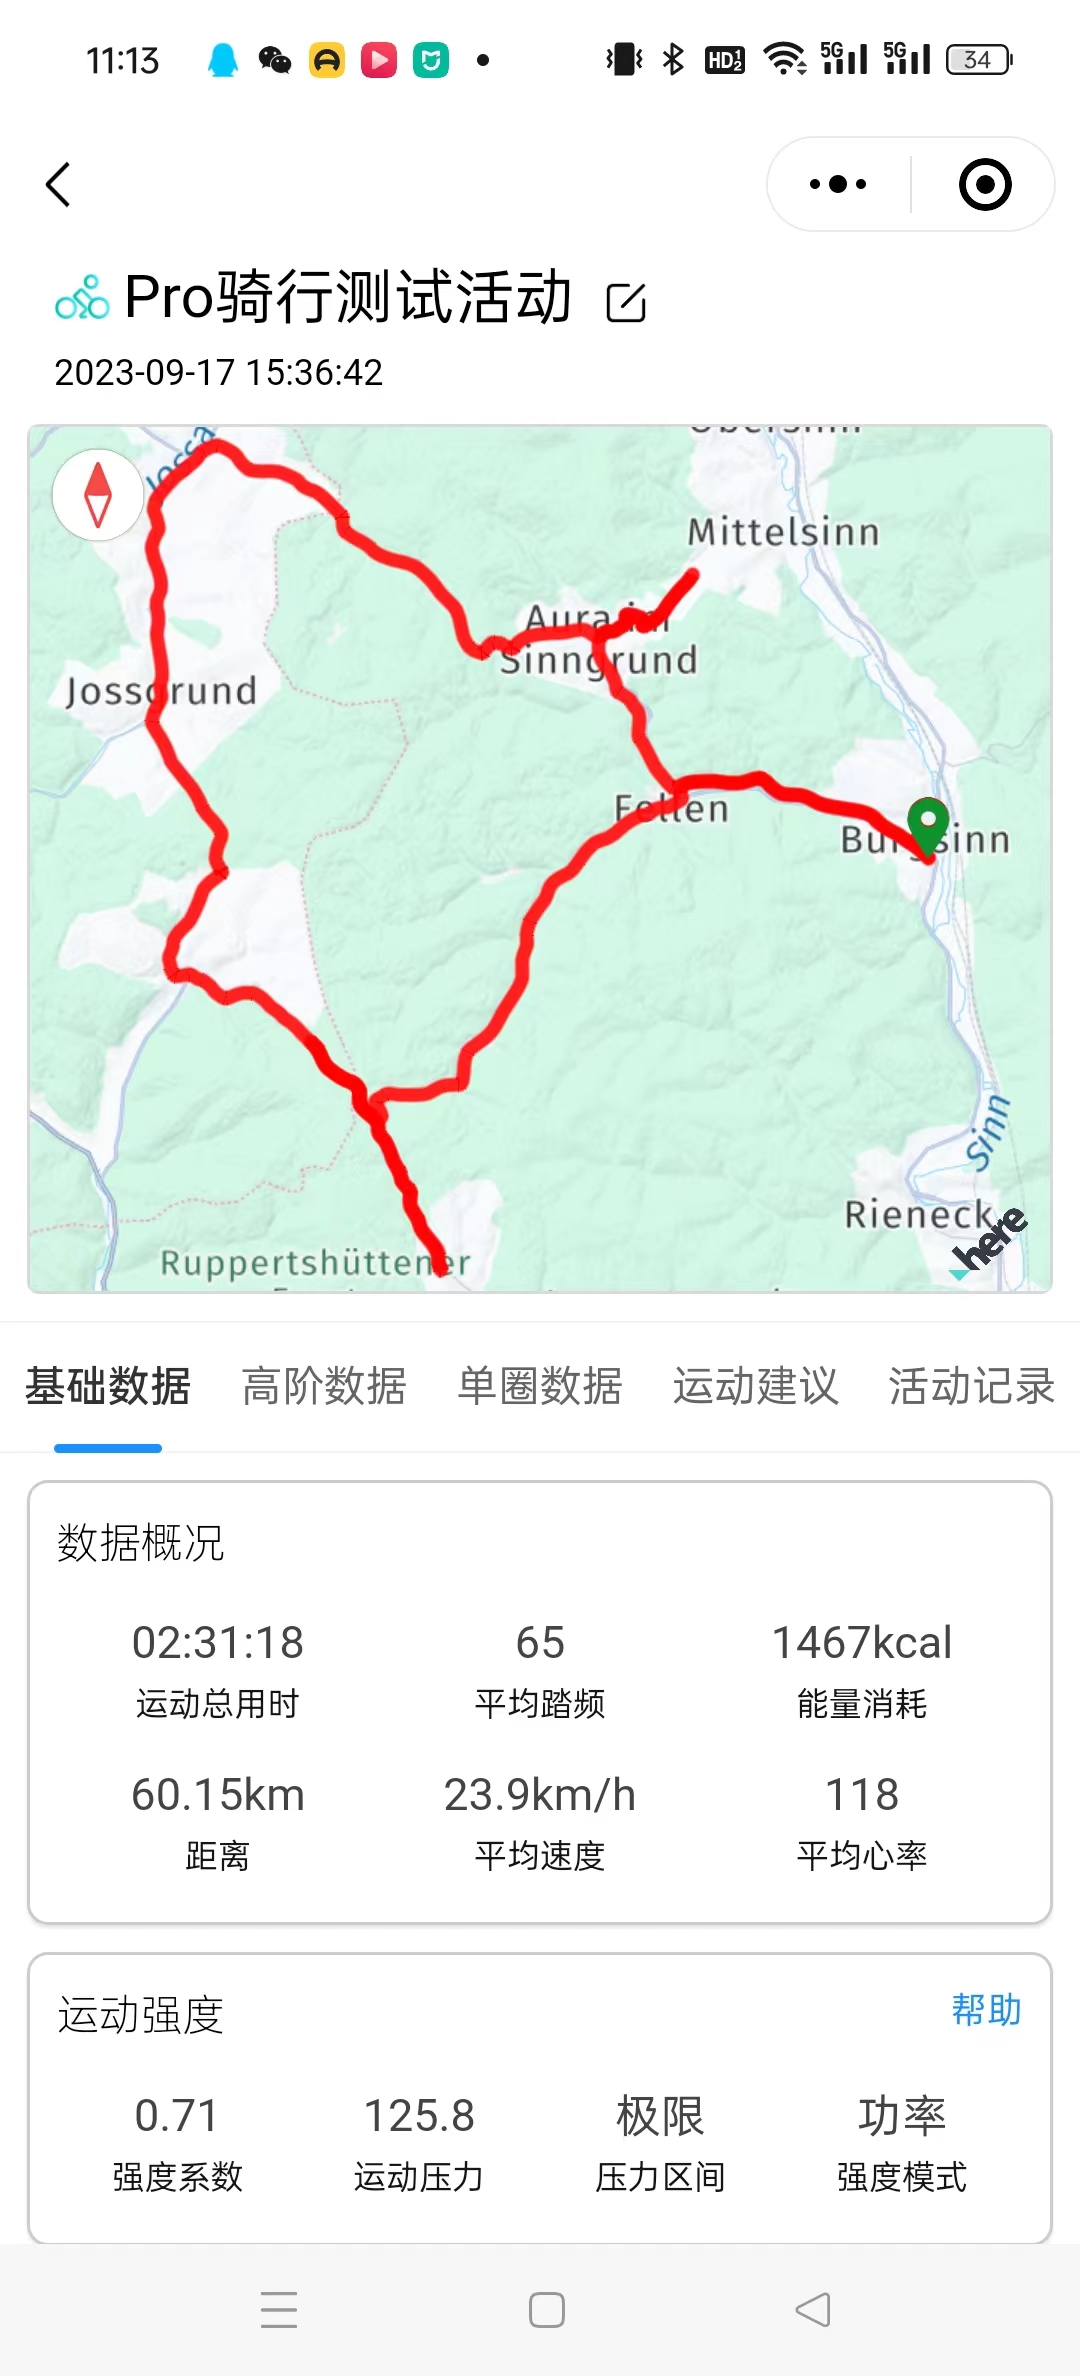 11:13
HD 1 2 5G 5G 34
Pro骑行测试活动
2023-09-17 15:36:42
Jossa
Mittelsinn
Aura im
Sinngrund
Jossgrund
Fellen
Burgsinn
Sinn
Rieneck
here
Ruppertshüttener
基础数据 高阶数据 单圈数据 运动建议 活动记录
数据概况
02:31:18 65 1467kcal
运动总用时 平均踏频 能量消耗
60.15km 23.9km/h 118
距离 平均速度 平均心率
运动强度 帮助
0.71 125.8 极限 功率
强度系数 运动压力 压力区间 强度模式